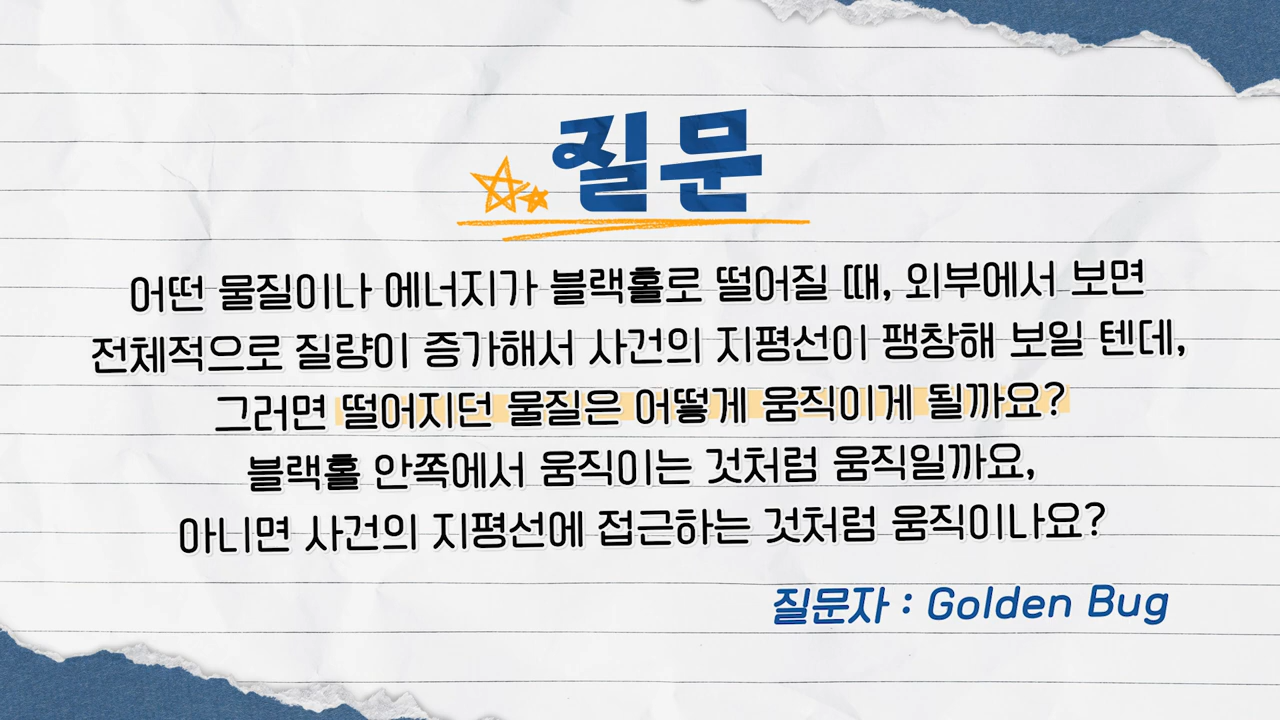 질문
어떤 물질이나 에너지가 블랙홀로 떨어질 때, 외부에서 보면
전체적으로 질량이 증가해서 사건의 지평선이 팽창해 보일 텐데,
그러면 떨어지던 물질은 어떻게 움직이게 될까요?
블랙홀 안쪽에서 움직이는 것처럼 움직일까요,
아니면 사건의 지평선에 접근하는 것처럼 움직이나요?
질문자 : Golden Bug